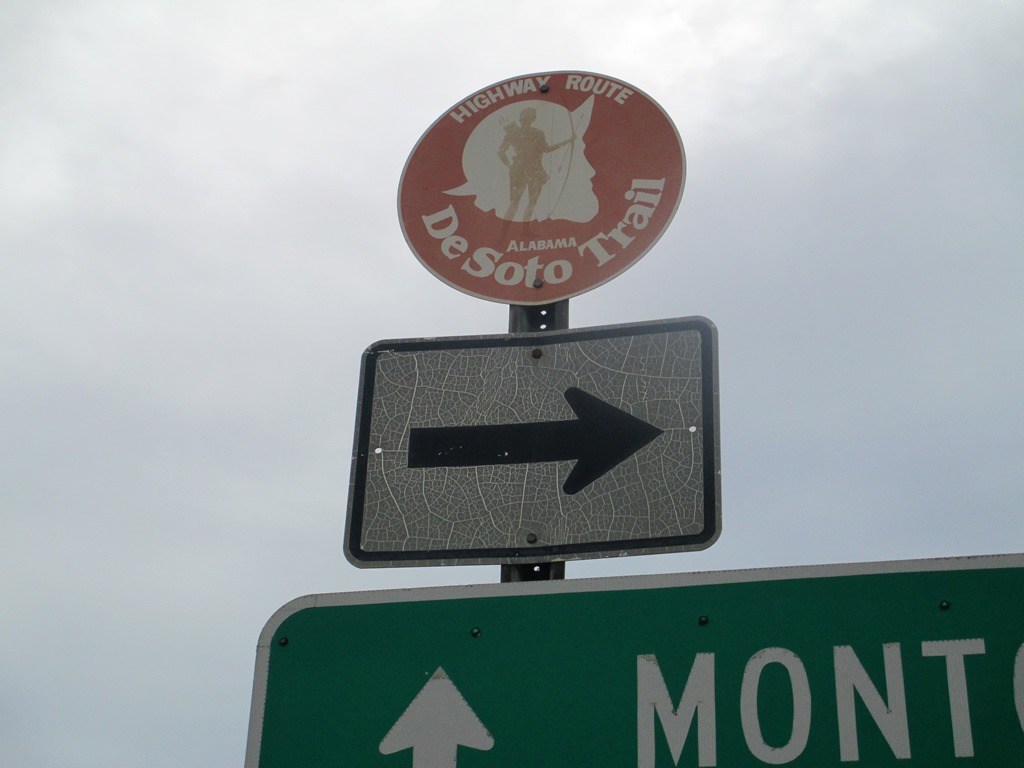 HIGHWAY ROUTE
ALABAMA
DeSoto Trail
MONT